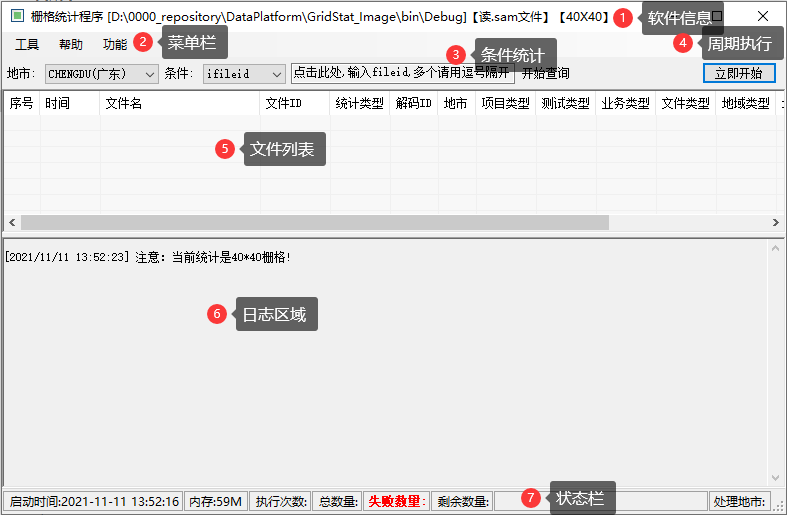 栅格统计程序 [D:\0000_repository\DataPlatform\GridStat_Image\bin\Debug]【读.sam文件】【40X40】 1 软件信息
工具 帮助 功能 2 菜单栏 3 条件统计 4 周期执行
地市: CHENGDU(广东) 条件: ifileid 点击此处,输入fileid,多个请用逗号隔开 开始查询 立即开始
序号 时间 文件名 文件ID 统计类型 解码ID 地市 项目类型 测试类型 业务类型 文件类型 地域类型
5 文件列表
[2021/11/11 13:52:23] 注意: 当前统计是40*40栅格!
6 日志区域
启动时间:2021-11-11 13:52:16 内存:59M 执行次数: 总数量: 失败数量: 剩余数量: 7 状态栏 处理地市: